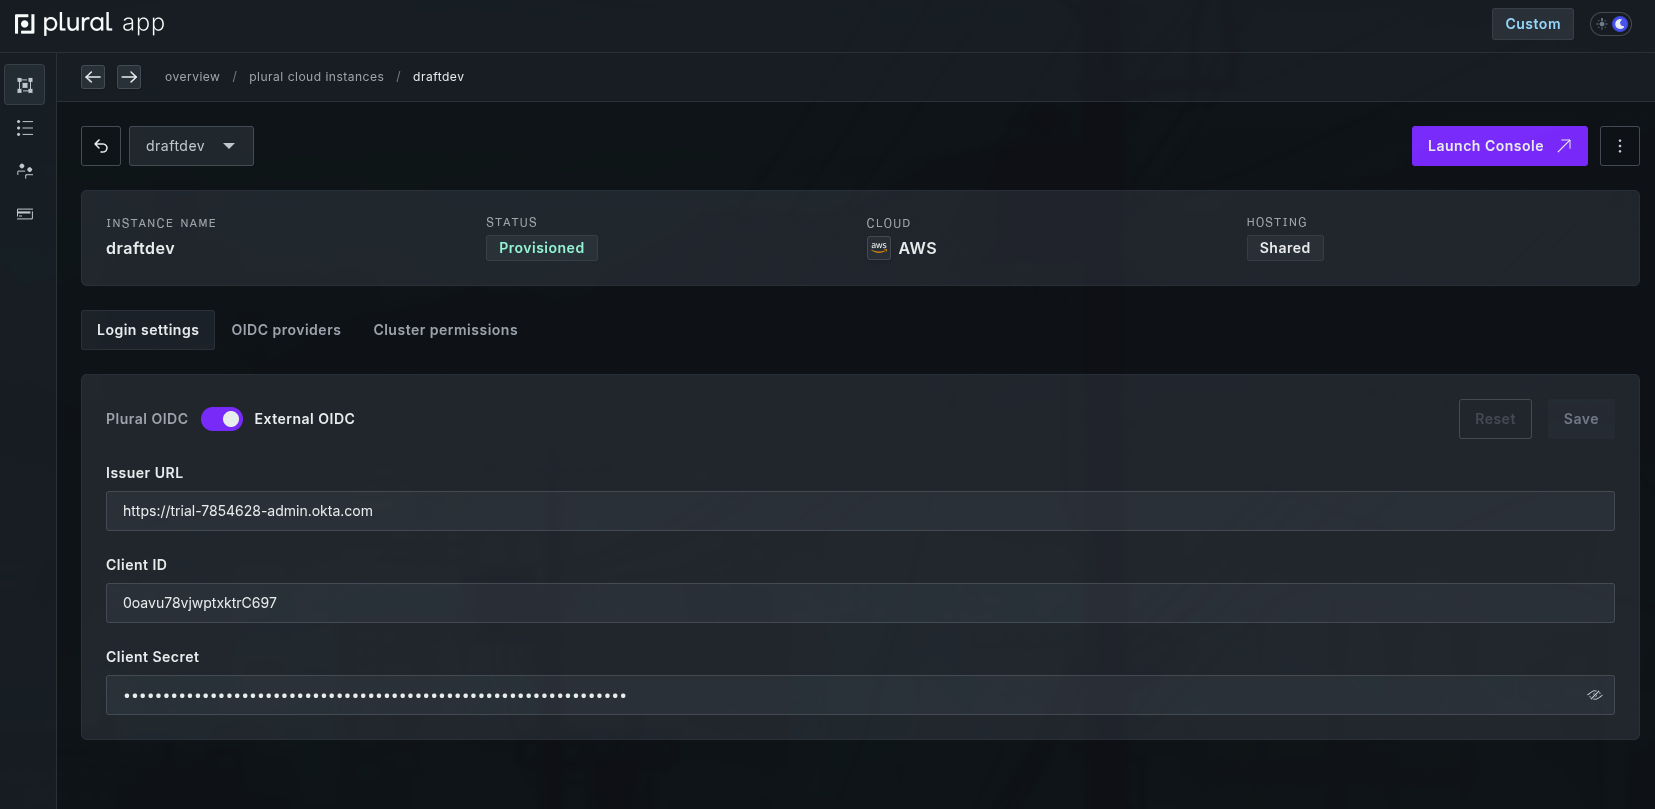 plural app
Custom
overview / plural cloud instances / draftdev
draftdev
Launch Console
INSTANCE NAME
draftdev
STATUS
Provisioned
CLOUD
aws AWS
HOSTING
Shared
Login settings OIDC providers Cluster permissions
Plural OIDC External OIDC
Reset Save
Issuer URL
https://trial-7854628-admin.okta.com
Client ID
0oavu78vjwptxktrC697
Client Secret
••••••••••••••••••••••••••••••••••••••••••••••••••••••••••••••••